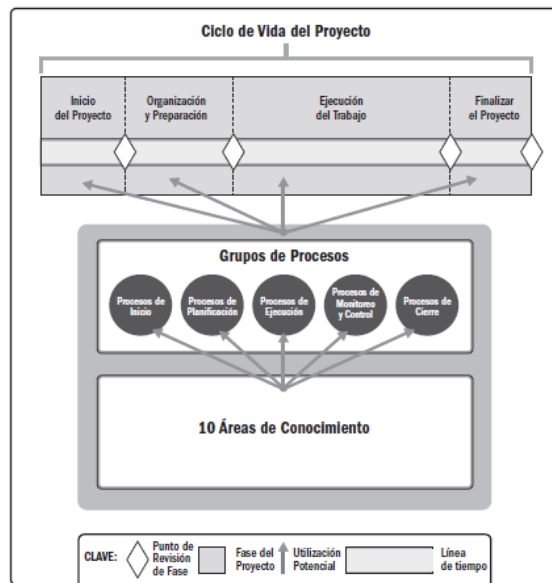 Ciclo de Vida del Proyecto
Inicio
del Proyecto
Organización
y Preparación
Ejecución
del Trabajo
Finalizar
el Proyecto
Grupos de Procesos
Procesos de
Inicio
Procesos de
Planificación
Procesos de
Ejecución
Procesos de
Monitoreo
y Control
Procesos de
Cierre
10 Áreas de Conocimiento
CLAVE:
Punto de
Revisión
de Fase
Fase del
Proyecto
Utilización
Potencial
Línea
de tiempo